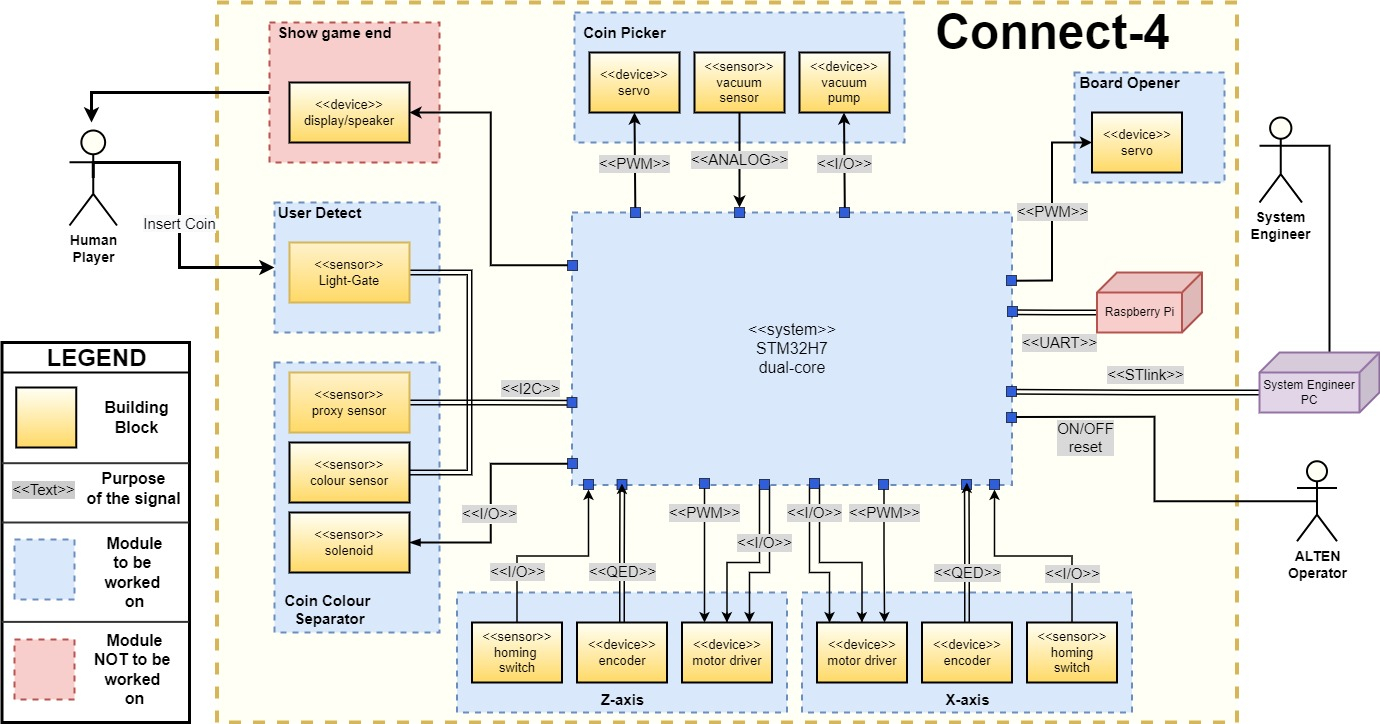 Connect-4
Show game end
<<device>>
display/speaker
Coin Picker
<<device>>
servo
<<sensor>>
vacuum
sensor
<<device>>
vacuum
pump
Board Opener
<<device>>
servo
<<PWM>>
<<ANALOG>>
<<I/O>>
<<PWM>>
Human
Player
Insert Coin
User Detect
<<sensor>>
Light-Gate
System
Engineer
<<system>>
STM32H7
dual-core
Raspberry Pi
<<UART>>
<<STlink>>
System Engineer
PC
ON/OFF
reset
ALTEN
Operator
<<I2C>>
<<sensor>>
proxy sensor
<<sensor>>
colour sensor
<<sensor>>
solenoid
Coin Colour
Separator
<<I/O>>
<<I/O>>
<<QED>>
<<PWM>>
<<I/O>>
<<I/O>>
<<PWM>>
<<QED>>
<<I/O>>
<<sensor>>
homing
switch
<<device>>
encoder
<<device>>
motor driver
Z-axis
<<device>>
motor driver
<<device>>
encoder
<<sensor>>
homing
switch
X-axis
LEGEND
Building
Block
<<Text>>
Purpose
of the signal
Module
to be
worked
on
Module
NOT to be
worked
on